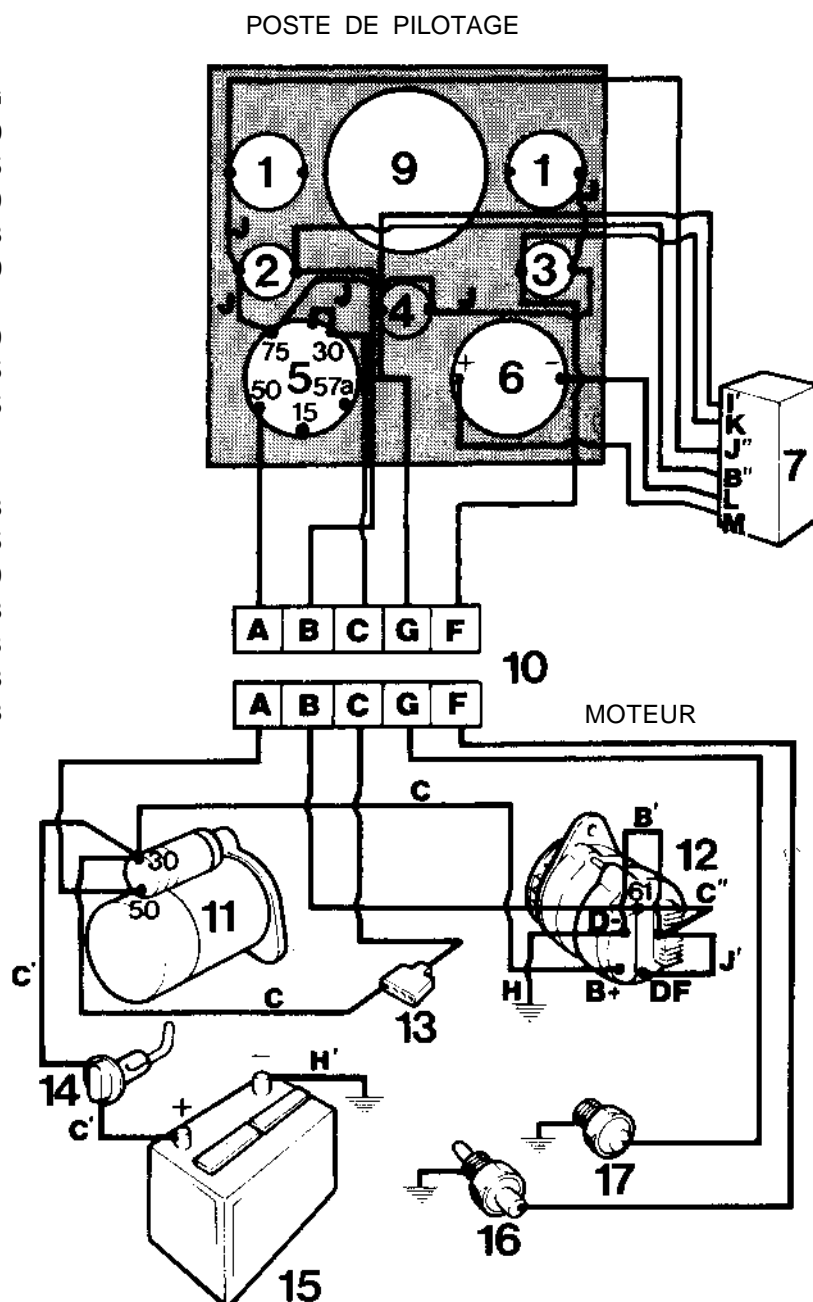 POSTE DE PILOTAGE
1 9 1
J J
2 3
J J 4 J
75 30
50 5 57a
15
+ 6 -
I'
K
J"
B"
L
M
7
A B C G F
10
A B C G F
MOTEUR
C
B' 12
30 61 C"
50 11 D-
C' J'
H B+ DF
C
13
14
- H'
C' +
17
16
15